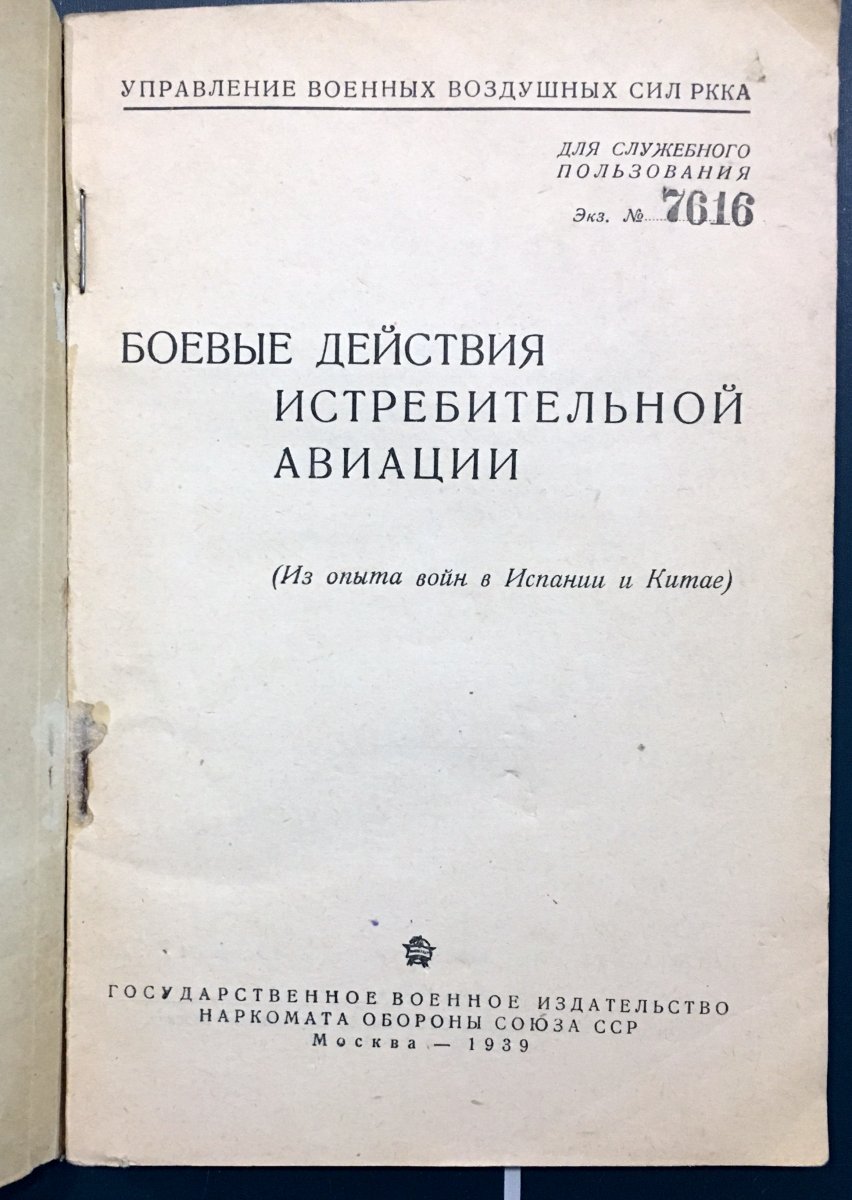 УПРАВЛЕНИЕ ВОЕННЫХ ВОЗДУШНЫХ СИЛ РККА
ДЛЯ СЛУЖЕБНОГО
ПОЛЬЗОВАНИЯ
Экз. № 7616
БОЕВЫЕ ДЕЙСТВИЯ
ИСТРЕБИТЕЛЬНОЙ
АВИАЦИИ
(Из опыта войн в Испании и Китае)
ГОСУДАРСТВЕННОЕ ВОЕННОЕ ИЗДАТЕЛЬСТВО
НАРКОМАТА ОБОРОНЫ СОЮЗА ССР
Москва — 1939